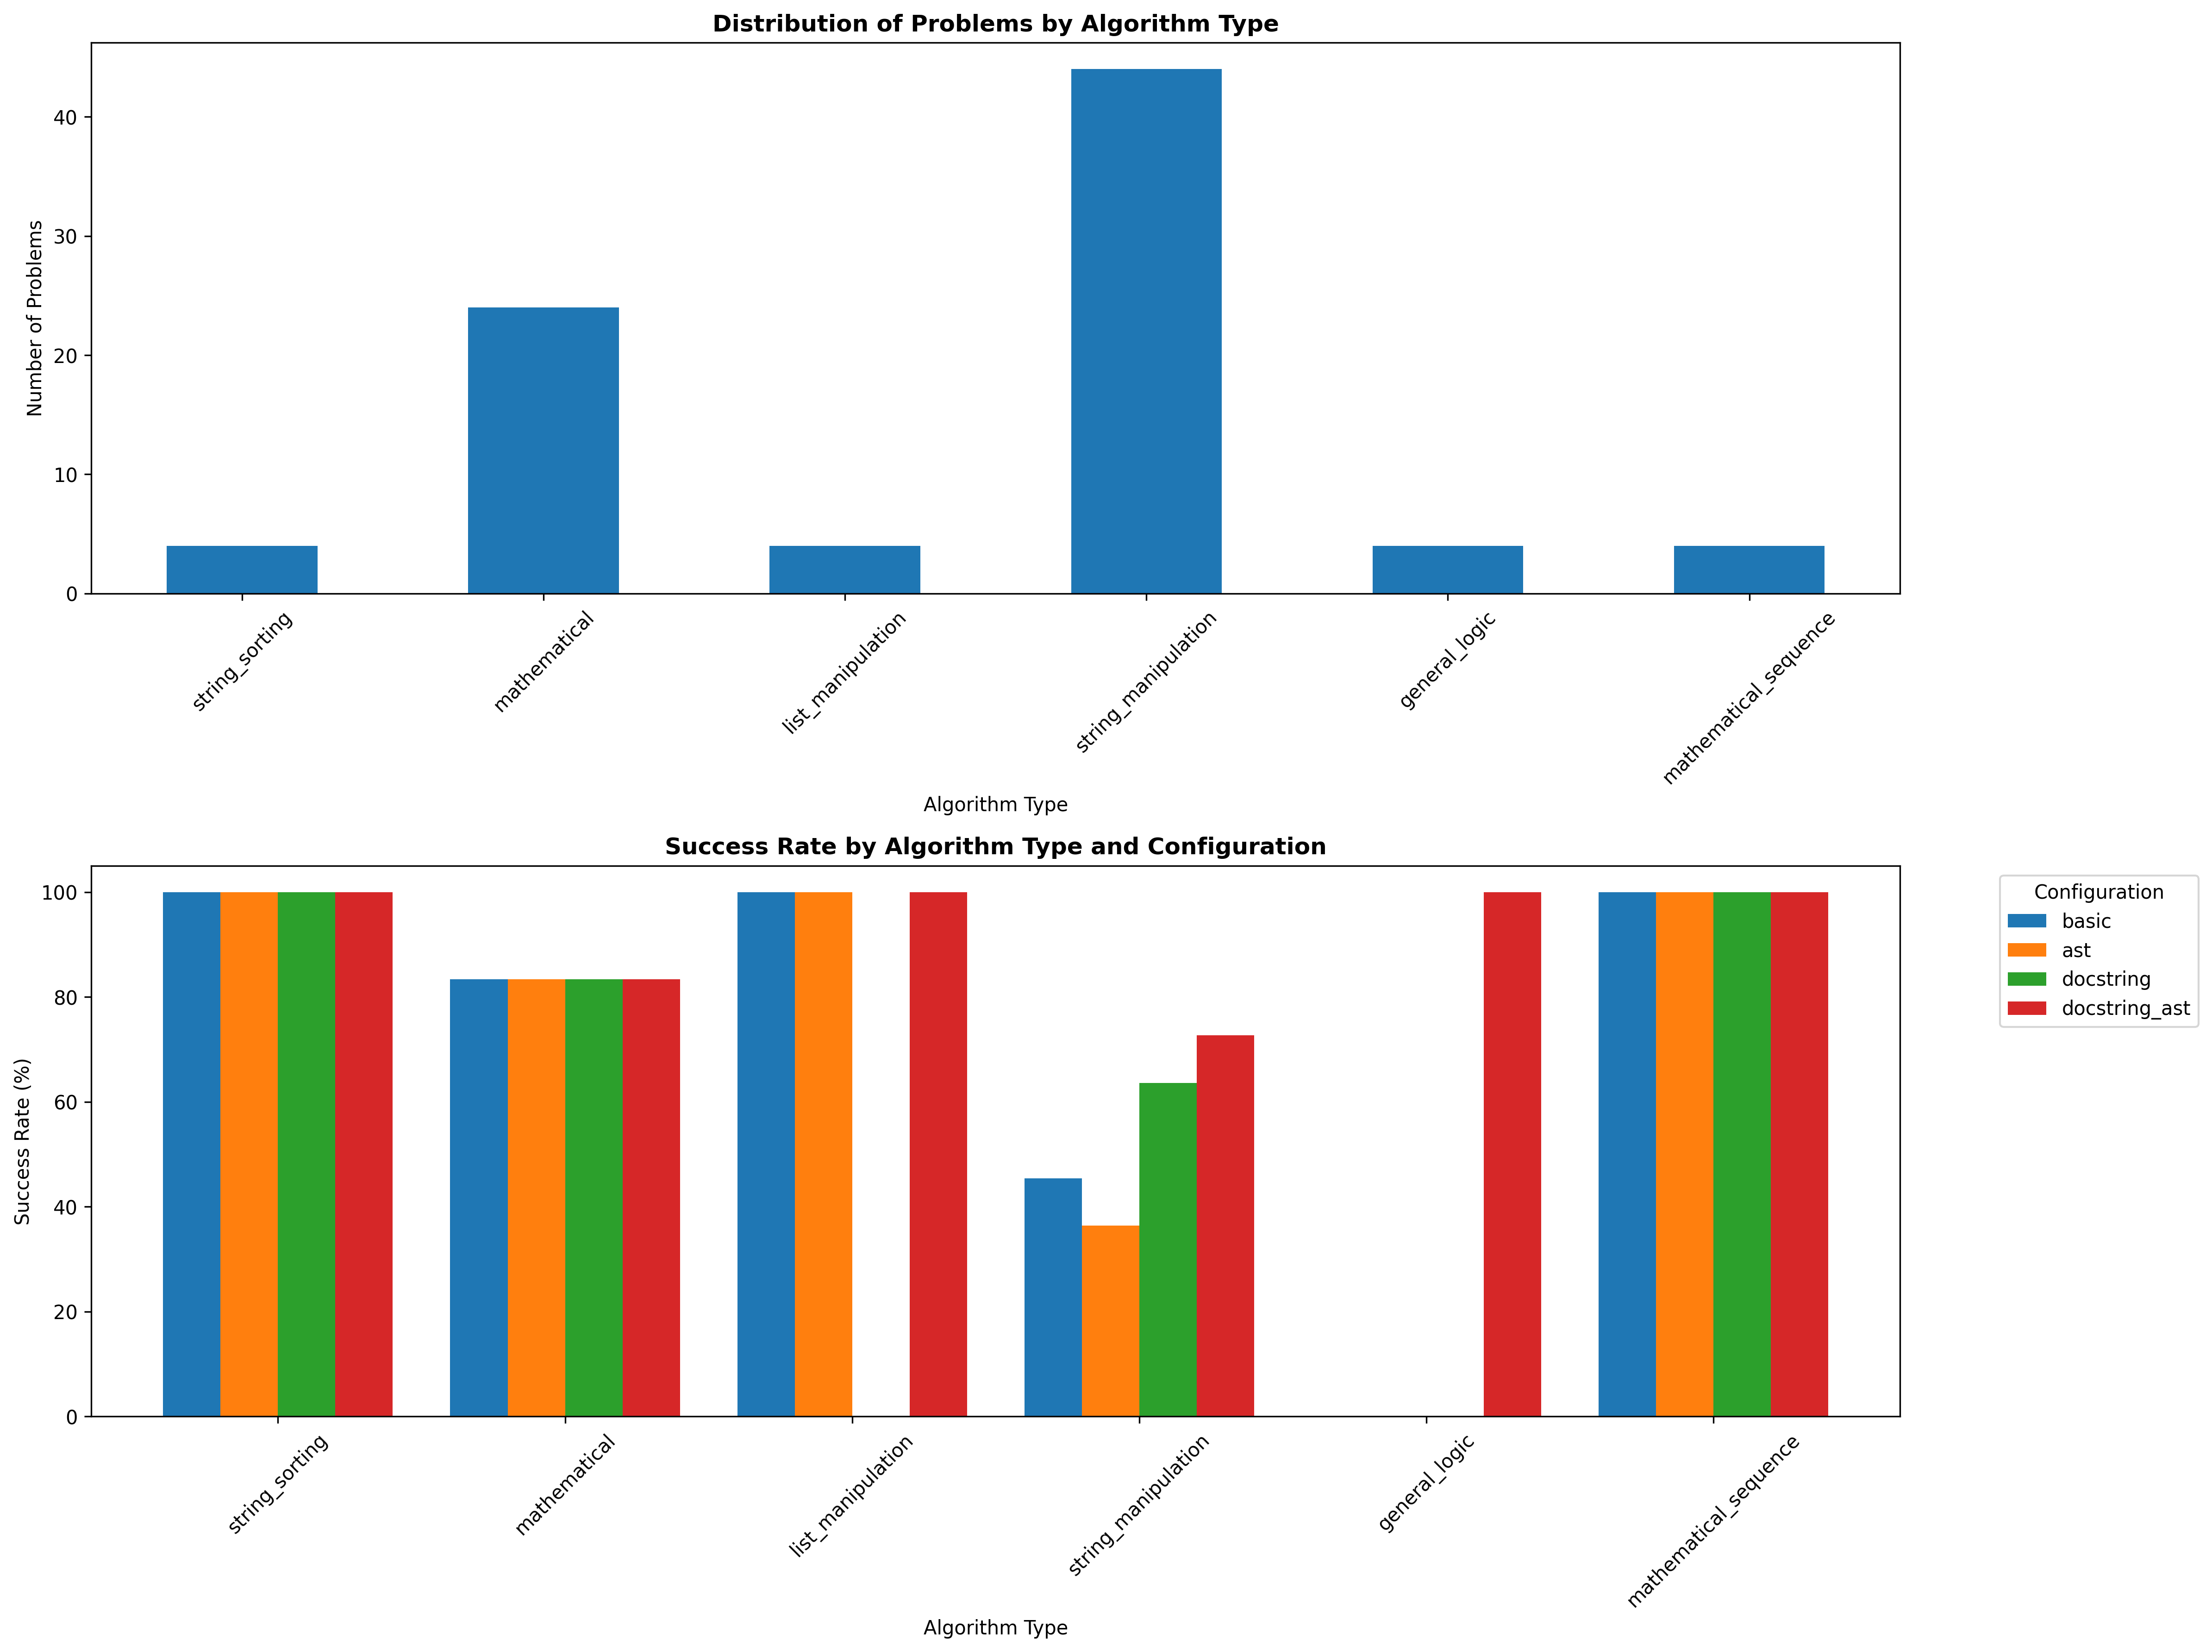 Distribution of Problems by Algorithm Type
40
30
20
10
0
Number of Problems
string_sorting
mathematical
list_manipulation
string_manipulation
general_logic
mathematical_sequence
Algorithm Type
Success Rate by Algorithm Type and Configuration
100
80
60
40
20
0
Success Rate (%)
string_sorting
mathematical
list_manipulation
string_manipulation
general_logic
mathematical_sequence
Algorithm Type
Configuration
basic
ast
docstring
docstring_ast